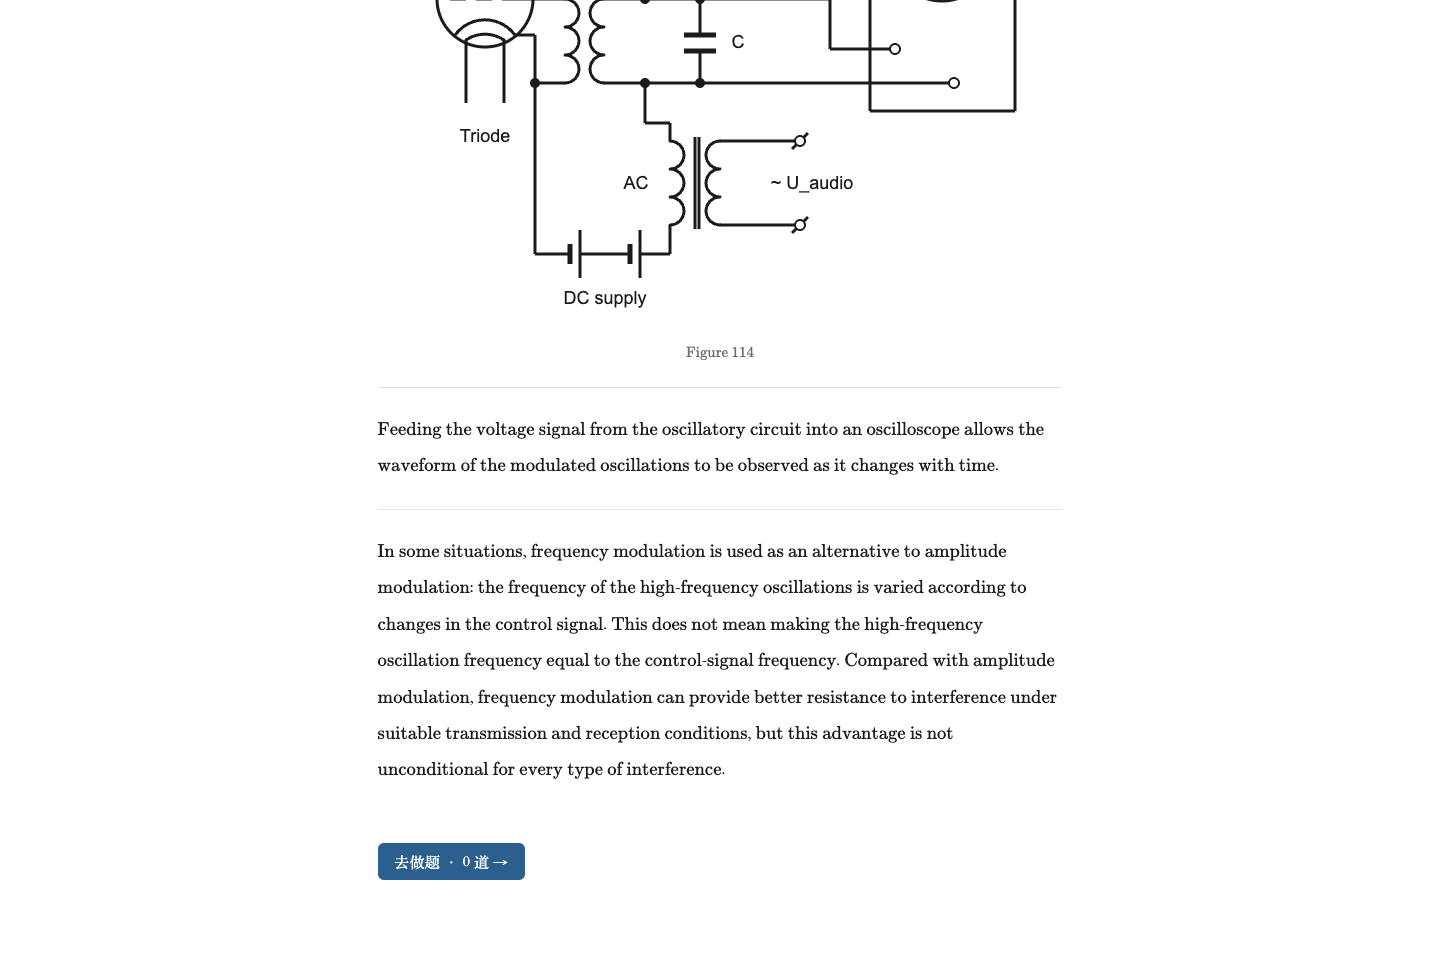 C
Triode
AC
~ U_audio
DC supply
Figure 114
Feeding the voltage signal from the oscillatory circuit into an oscilloscope allows the
waveform of the modulated oscillations to be observed as it changes with time.
In some situations, frequency modulation is used as an alternative to amplitude
modulation: the frequency of the high-frequency oscillations is varied according to
changes in the control signal. This does not mean making the high-frequency
oscillation frequency equal to the control-signal frequency. Compared with amplitude
modulation, frequency modulation can provide better resistance to interference under
suitable transmission and reception conditions, but this advantage is not
unconditional for every type of interference.
去做题 · 0 道 →